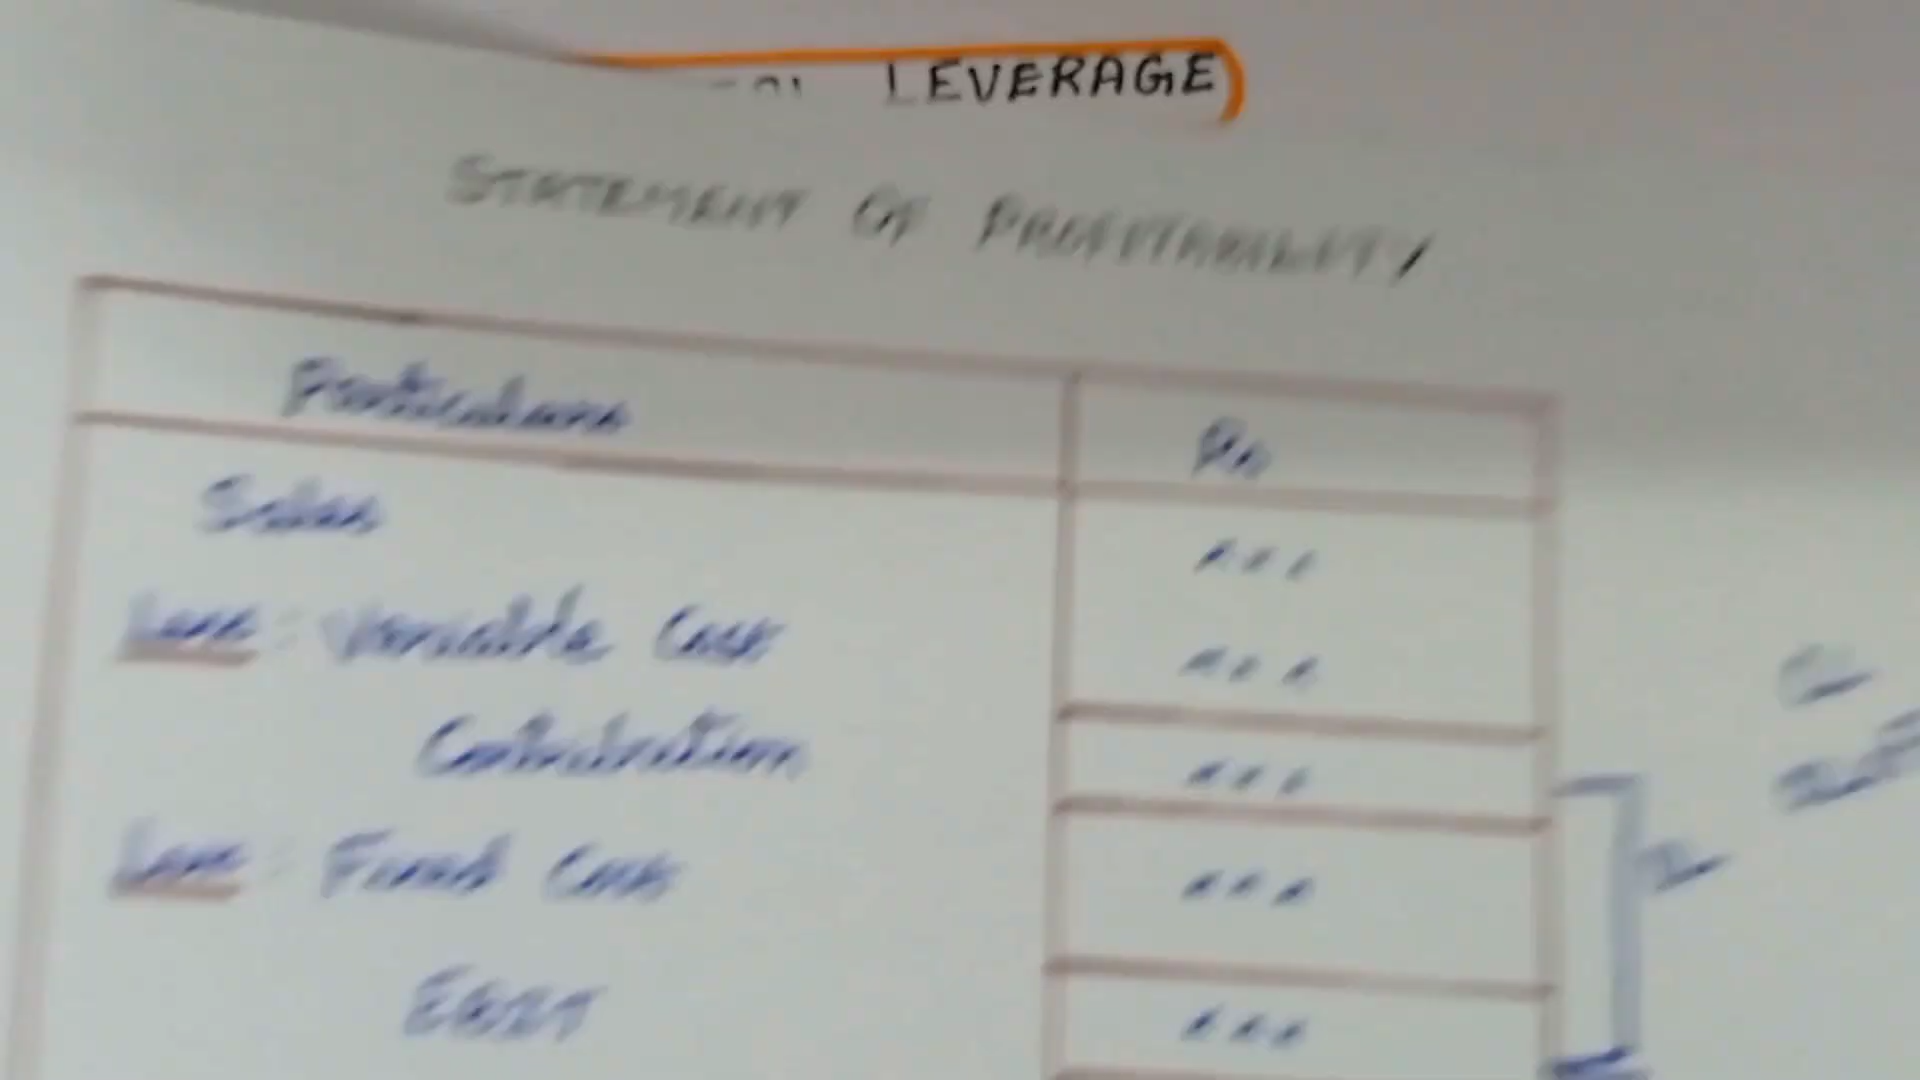 LEVERAGE
STATEMENT OF PROFITABILITY
Particulars Rs
Sales xxx
Less: Variable Cost xxx
Contribution xxx
Less: Fixed Cost xxx
EBIT xxx